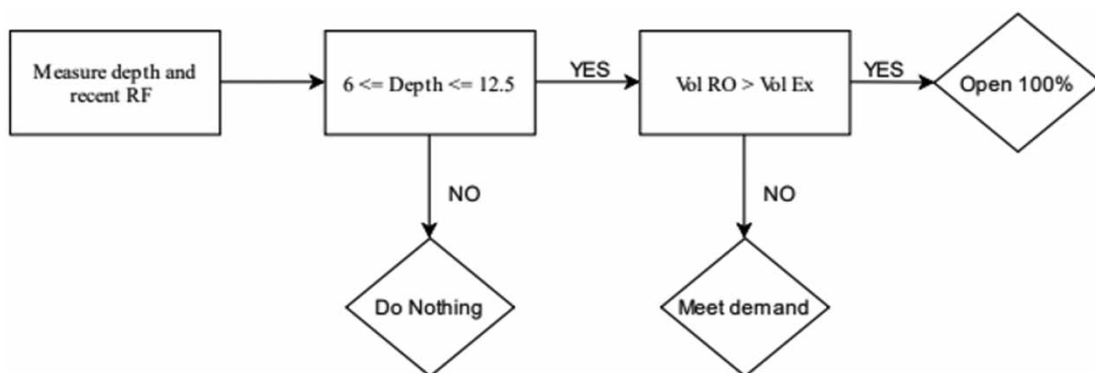 Measure depth and
recent RF
6 <= Depth <= 12.5
YES
Vol RO > Vol Ex
YES
Open 100%
NO
NO
Do Nothing
Meet demand